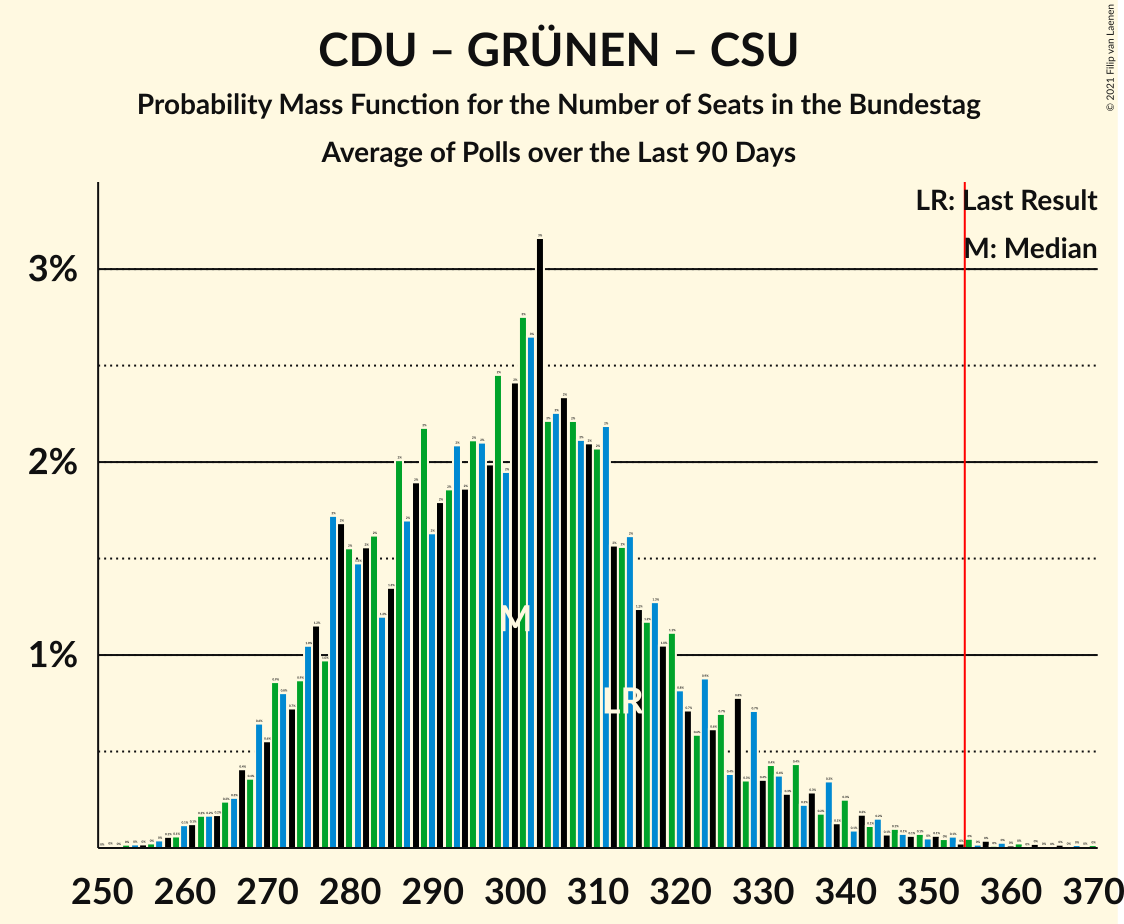 CDU – GRÜNEN – CSU
Probability Mass Function for the Number of Seats in the Bundestag
Average of Polls over the Last 90 Days
© 2021 Filip van Laenen
LR: Last Result
M: Median
3%
2%
1%
M
LR
250 260 270 280 290 300 310 320 330 340 350 360 370